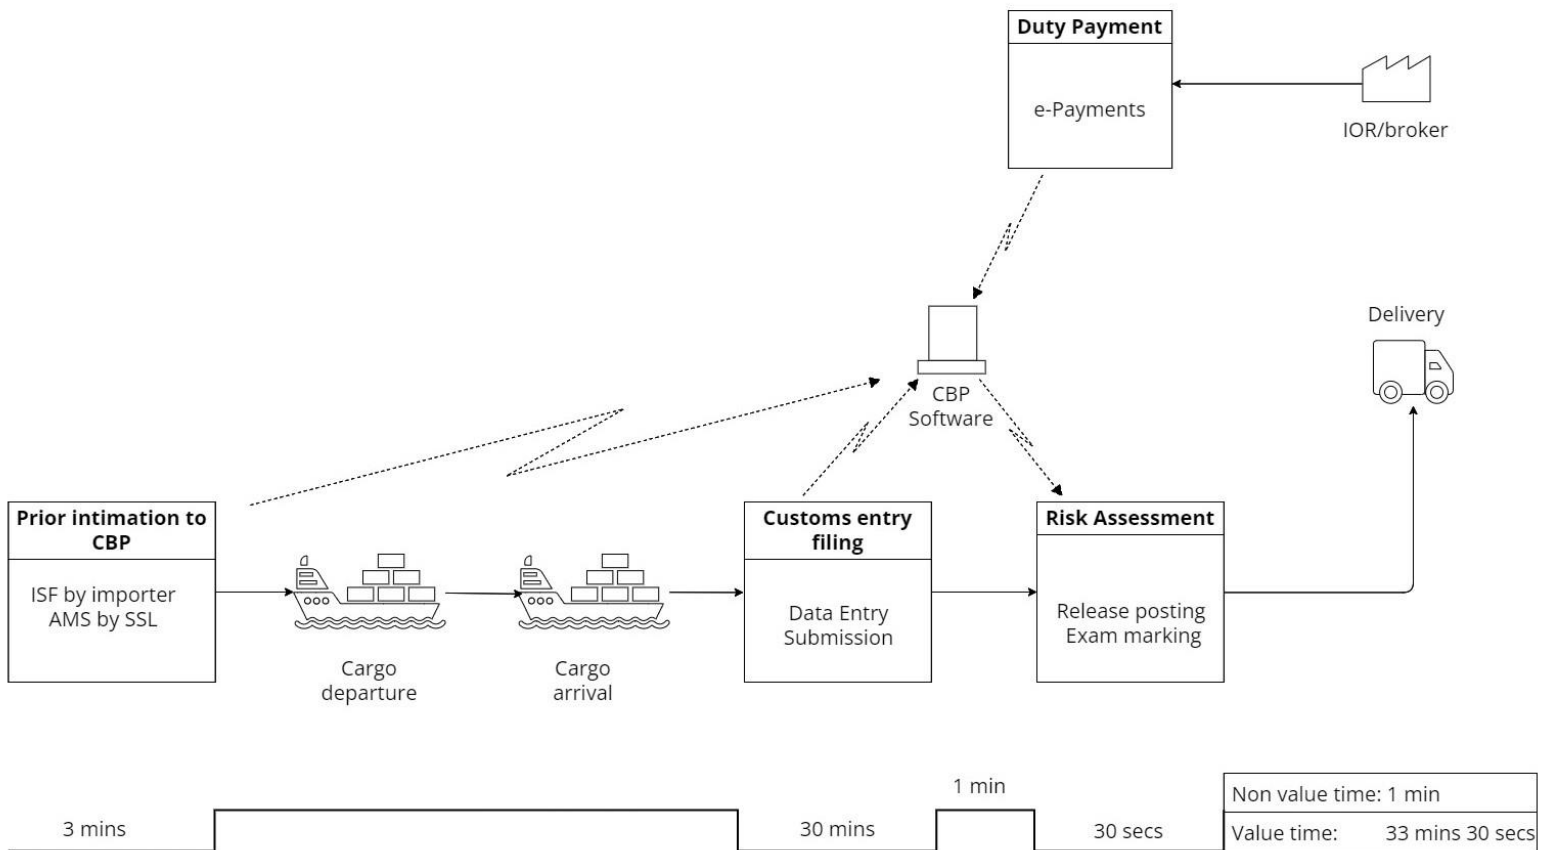 Duty Payment
e-Payments
IOR/broker
Delivery
CBP
Software
Prior intimation to
CBP
ISF by importer
AMS by SSL
Cargo
departure
Cargo
arrival
Customs entry
filing
Data Entry
Submission
Risk Assessment
Release posting
Exam marking
3 mins
30 mins
1 min
30 secs
Non value time: 1 min
Value time: 33 mins 30 secs